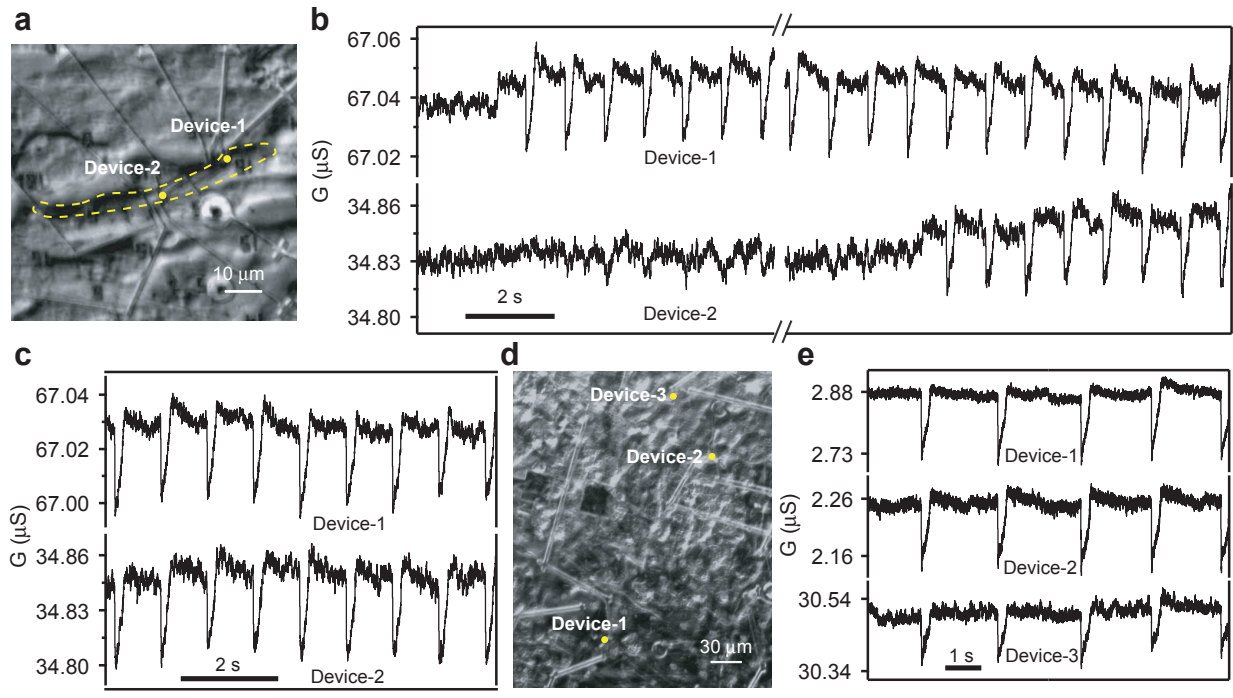 a
Device-1
Device-2
10 μm
b
G (μS)
67.06
67.04
67.02
Device-1
34.86
34.83
34.80
2 s
Device-2
c
G (μS)
67.04
67.02
67.00
Device-1
34.86
34.83
34.80
2 s
Device-2
d
Device-3
Device-2
Device-1
30 μm
e
G (μS)
2.88
2.73
Device-1
2.26
2.16
Device-2
30.54
30.34
1 s
Device-3